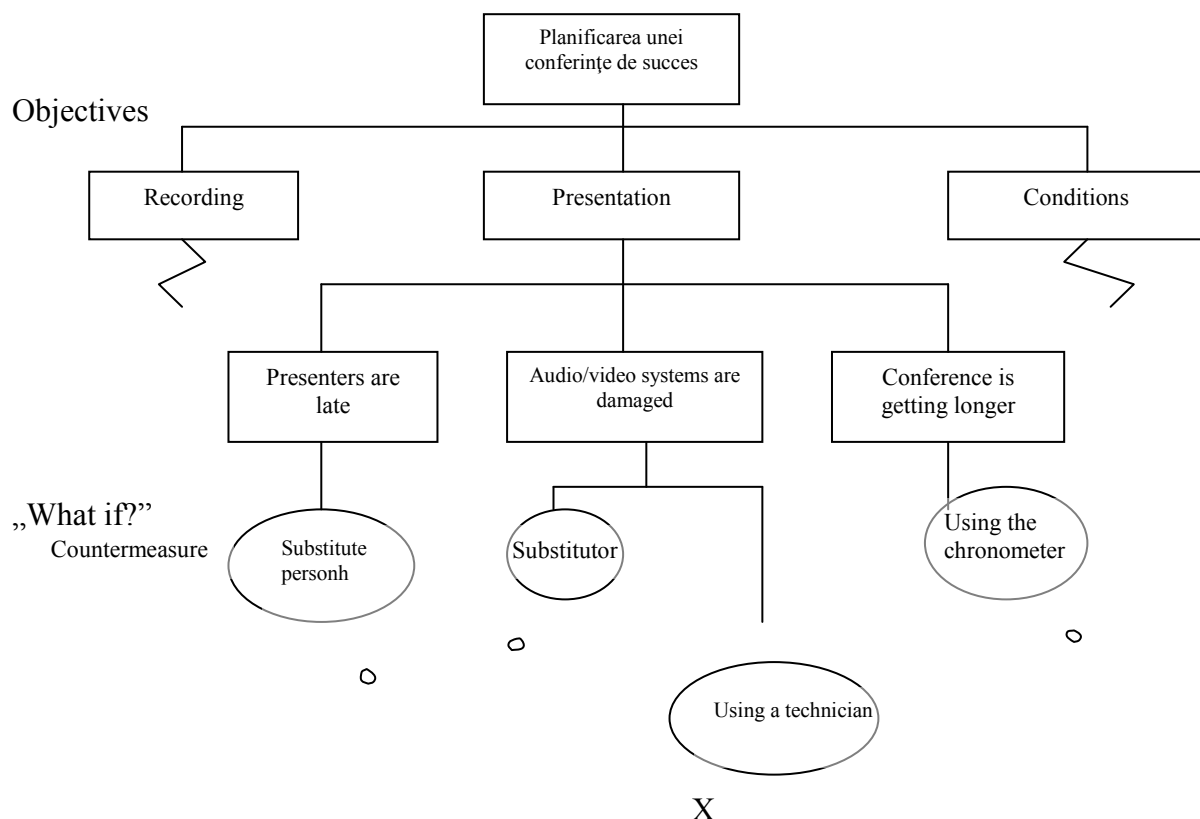 Planificarea unei
conferinţe de succes
Objectives
Recording
Presentation
Conditions
Presenters are
late
Audio/video systems are
damaged
Conference is
getting longer
„What if?”
Countermeasure
Substitute
personh
Substitutor
Using the
chronometer
Using a technician
X